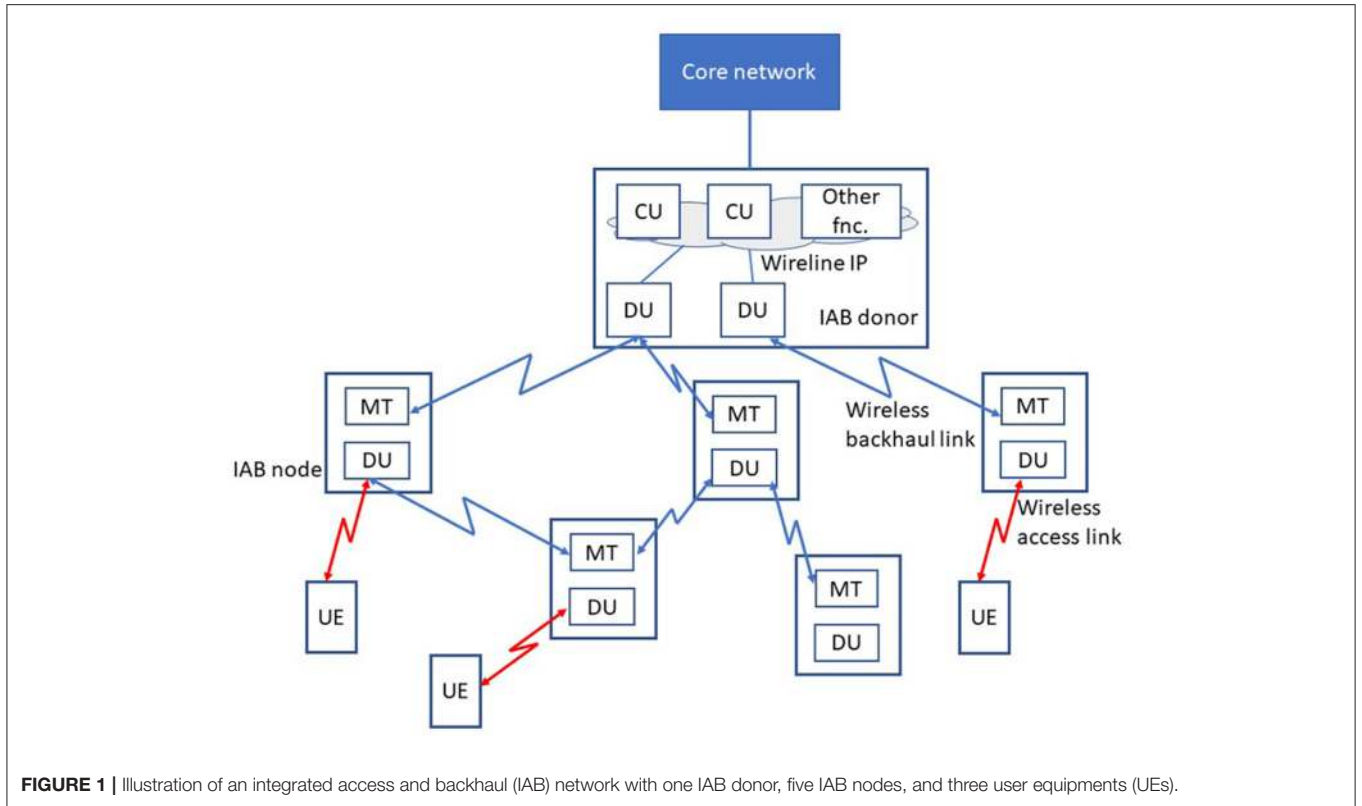 Core network
CU
CU
Other
fnc.
Wireline IP
DU
DU
IAB donor
MT
DU
IAB node
MT
DU
Wireless
backhaul link
MT
DU
Wireless
access link
UE
MT
DU
UE
MT
DU
UE
FIGURE 1 | Illustration of an integrated access and backhaul (IAB) network with one IAB donor, five IAB nodes, and three user equipments (UEs).